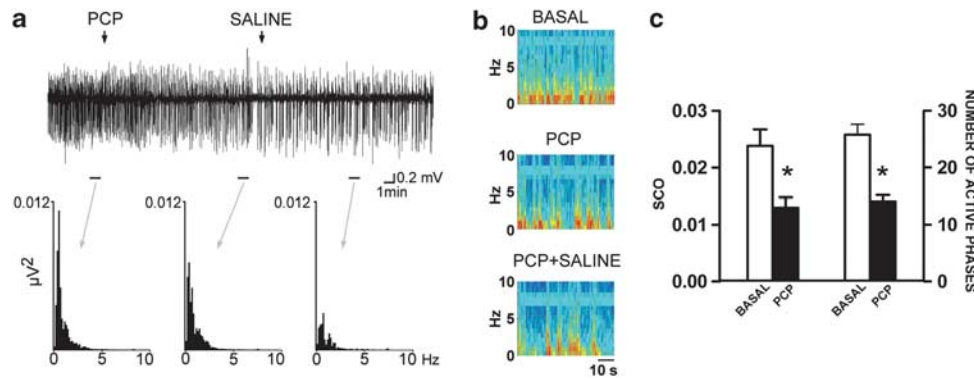 a
PCP
SALINE
0.2 mV
1min
0.012
0.012
0.012
µV2
0 5 10
0 5 10
0 5 10 Hz
b
BASAL
10
Hz
5
0
PCP
10
Hz
5
0
PCP+SALINE
10
Hz
5
0
10 s
c
0.03
0.02
0.01
0.00
SCO
*
*
30
20
10
0
NUMBER OF ACTIVE PHASES
BASAL
PCP
BASAL
PCP